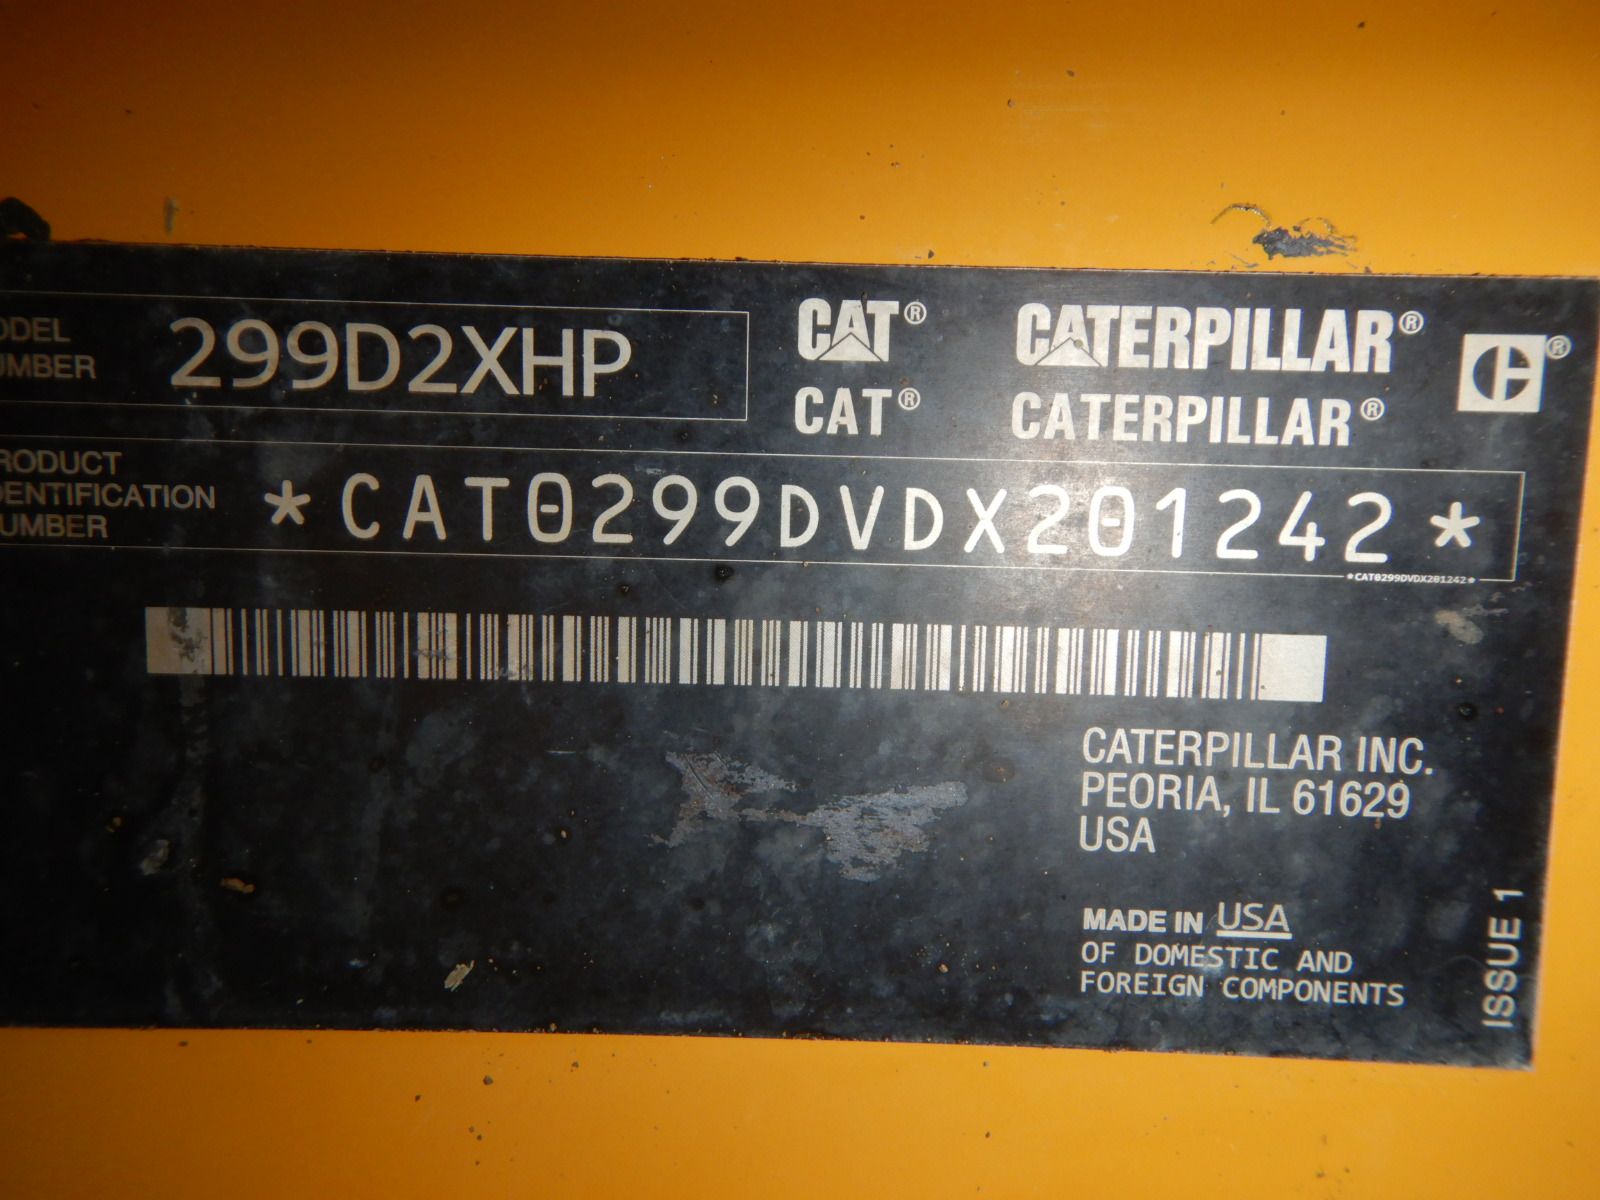 ODEL
UMBER
299D2XHP
CAT® CATERPILLAR® ®
CAT® CATERPILLAR®
RODUCT
DENTIFICATION
UMBER
*CAT0299DVDX201242*
*CAT0299DVDX201242*
CATERPILLAR INC.
PEORIA, IL 61629
USA
MADE IN USA
OF DOMESTIC AND
FOREIGN COMPONENTS
ISSUE 1